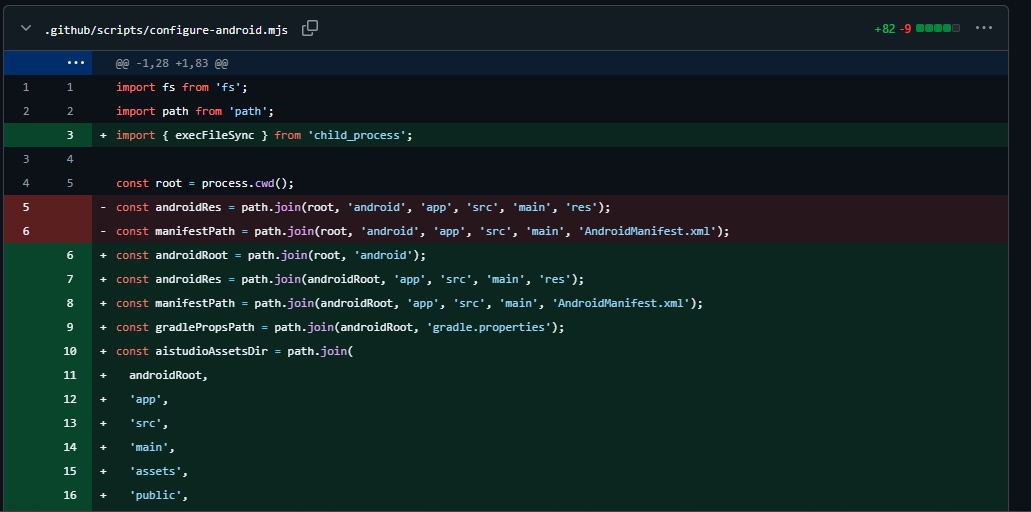 .github/scripts/configure-android.mjs +82 -9
@@ -1,28 +1,83 @@
1 1 import fs from 'fs';
2 2 import path from 'path';
3 + import { execFileSync } from 'child_process';
3 4
4 5 const root = process.cwd();
5 - const androidRes = path.join(root, 'android', 'app', 'src', 'main', 'res');
6 - const manifestPath = path.join(root, 'android', 'app', 'src', 'main', 'AndroidManifest.xml');
6 + const androidRoot = path.join(root, 'android');
7 + const androidRes = path.join(androidRoot, 'app', 'src', 'main', 'res');
8 + const manifestPath = path.join(androidRoot, 'app', 'src', 'main', 'AndroidManifest.xml');
9 + const gradlePropsPath = path.join(androidRoot, 'gradle.properties');
10 + const aistudioAssetsDir = path.join(
11 + androidRoot,
12 + 'app',
13 + 'src',
14 + 'main',
15 + 'assets',
16 + 'public',